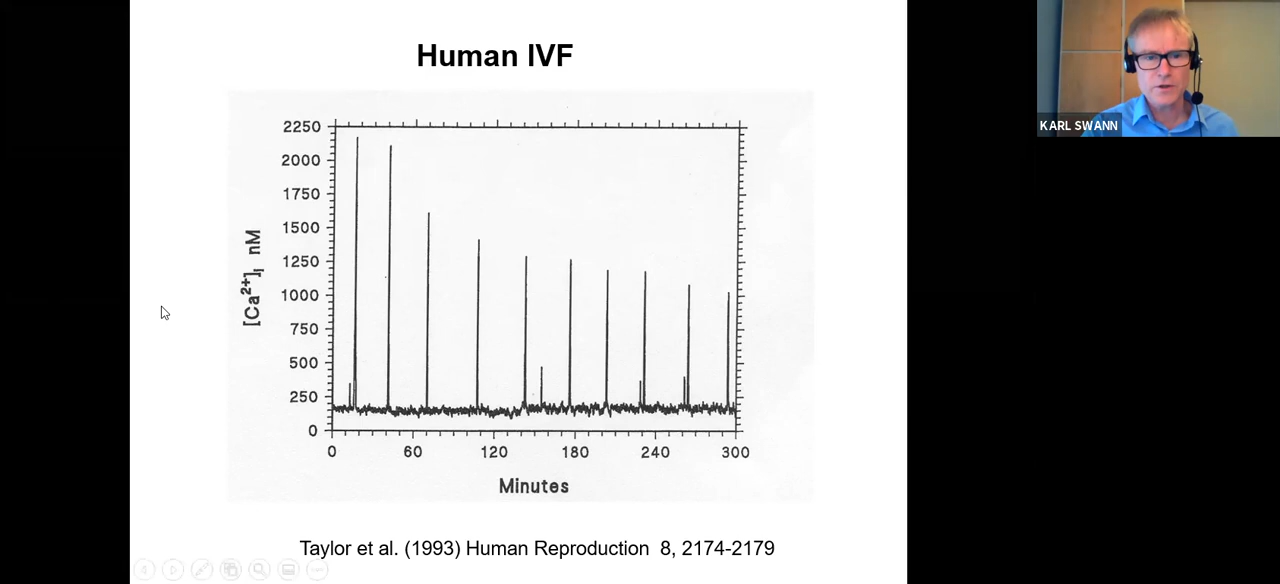 Human IVF
KARL SWANN
2250
2000
1750
1500
1250
1000
750
500
250
0
[Ca²⁺]ᵢ nM
0 60 120 180 240 300
Minutes
Taylor et al. (1993) Human Reproduction 8, 2174-2179